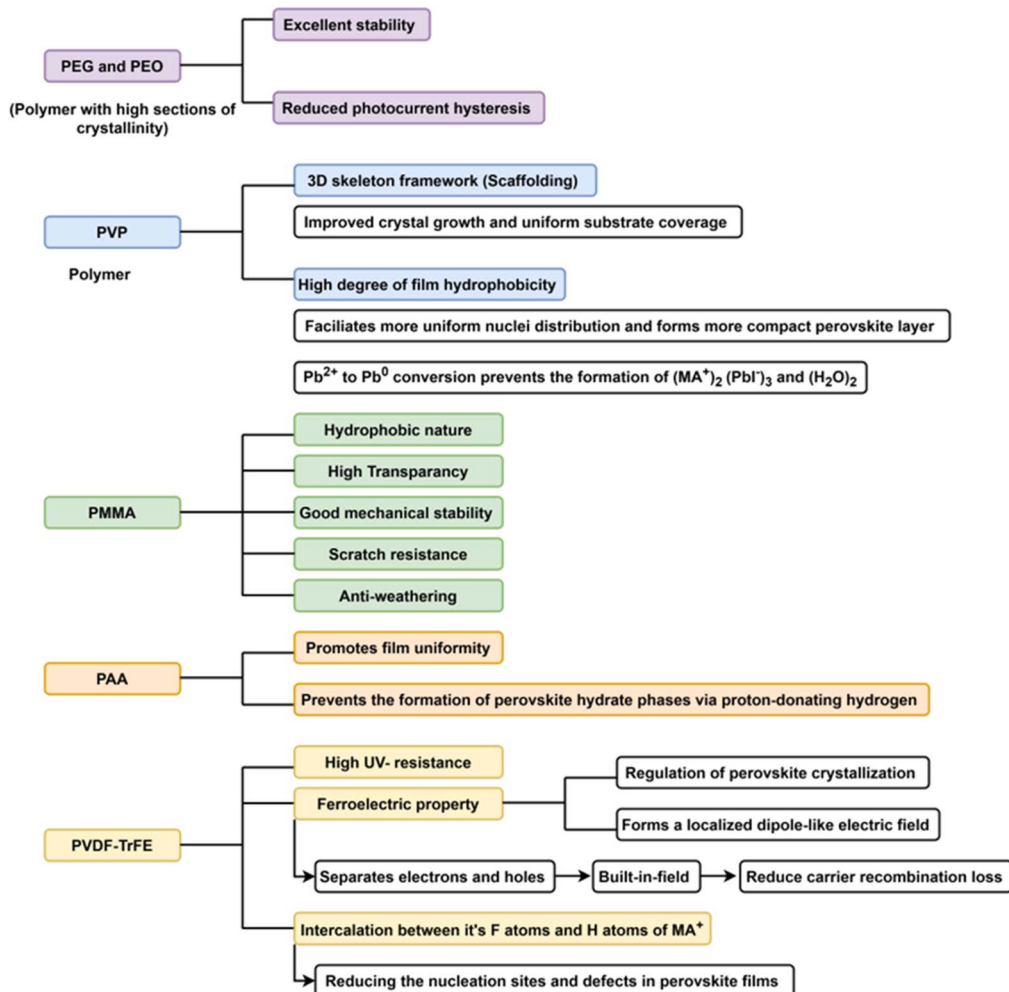 Excellent stability
PEG and PEO
(Polymer with high sections of
crystallinity)
Reduced photocurrent hysteresis
3D skeleton framework (Scaffolding)
Improved crystal growth and uniform substrate coverage
PVP
Polymer
High degree of film hydrophobicity
Faciliates more uniform nuclei distribution and forms more compact perovskite layer
Pb²⁺ to Pb⁰ conversion prevents the formation of (MA⁺)₂ (PbI⁻)₃ and (H₂O)₂
Hydrophobic nature
High Transparancy
PMMA
Good mechanical stability
Scratch resistance
Anti-weathering
Promotes film uniformity
PAA
Prevents the formation of perovskite hydrate phases via proton-donating hydrogen
High UV- resistance
Regulation of perovskite crystallization
Ferroelectric property
Forms a localized dipole-like electric field
PVDF-TrFE
Separates electrons and holes
Built-in-field
Reduce carrier recombination loss
Intercalation between it's F atoms and H atoms of MA⁺
Reducing the nucleation sites and defects in perovskite films